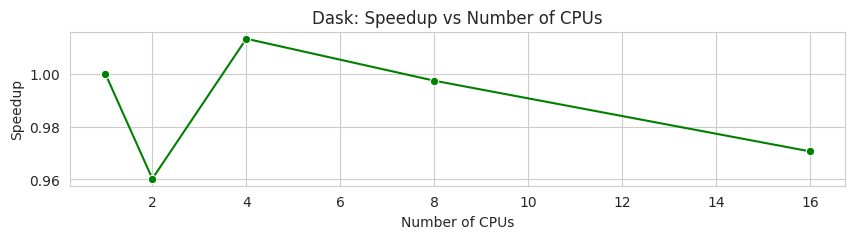 Dask: Speedup vs Number of CPUs
Speedup
1.00
0.98
0.96
2 4 6 8 10 12 14 16
Number of CPUs